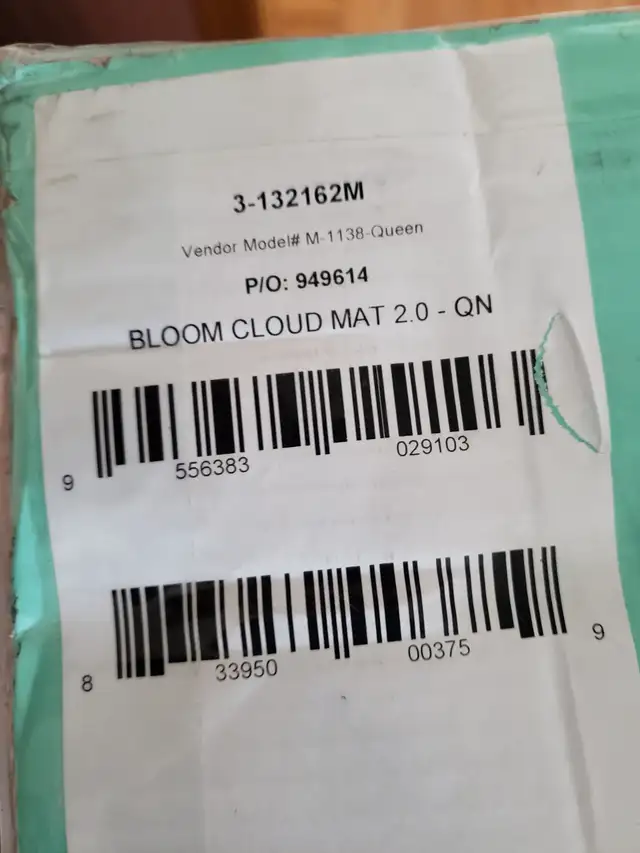 3-132162M
Vendor Model# M-1138-Queen
P/O: 949614
BLOOM CLOUD MAT 2.0 - QN
9 556383 029103
8 33950 00375 9